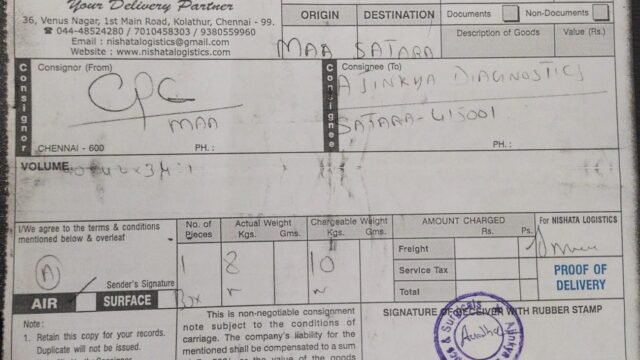 Your Delivery Partner
36, Venus Nagar, 1st Main Road, Kolathur, Chennai - 99.
☎ 044-48524280 / 7010458303 / 9380559960
Email : nishatalogistics@gmail.com
Website : www.nishatalogistics.com
ORIGIN DESTINATION
MAA SATARA
Documents Non-Documents
Description of Goods Value (Rs.)
Consignor
Consignor (From)
CPC
MAA
CHENNAI - 600 PH. :
Consignee
Consignee (To)
AJINKYA DIAGNOSTICS
SATARA-415001
PH. :
VOLUME
I/We agree to the terms & conditions
mentioned below & overleaf
A
Sender's Signature
AIR SURFACE
No. of Pieces
1
Box
Actual Weight
Kgs. Gms.
8
Chargeable Weight
Kgs. Gms.
10
AMOUNT CHARGED
Rs. Ps.
Freight
Service Tax
Total
For NISHATA LOGISTICS
PROOF OF
DELIVERY
Note :
1. Retain this copy for your records.
Duplicate will not be issued.
This is non-negotiable consignment
note subject to the conditions of
carriage. The company's liability for
mentioned shall be compensated to a sum
SIGNATURE OF RECEIVER WITH RUBBER STAMP
& Surgicals